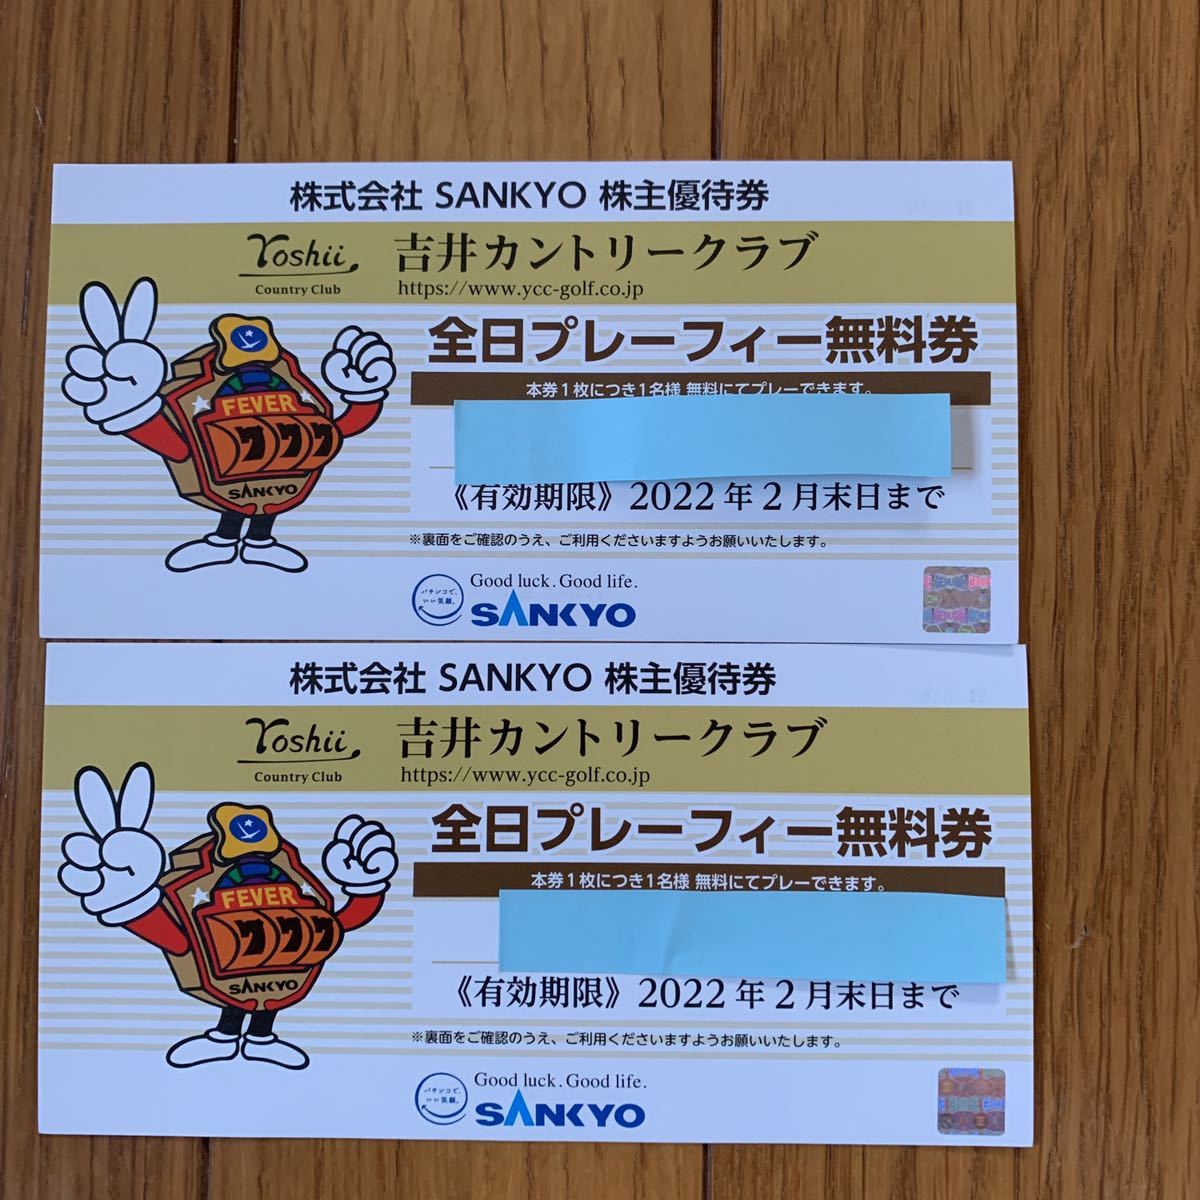 株式会社 SANKYO 株主優待券
Yoshii
Country Club
吉井カントリークラブ
https://www.ycc-golf.co.jp
全日プレーフィー無料券
本券1枚につき1名様 無料にてプレーできます。
FEVER
777
SANKYO
《有効期限》2022年2月末日まで
※裏面をご確認のうえ、ご利用くださいますようお願いいたします。
パチンコで、
いい笑顔。
Good luck. Good life.
SANKYO
株式会社 SANKYO 株主優待券
Yoshii
Country Club
吉井カントリークラブ
https://www.ycc-golf.co.jp
全日プレーフィー無料券
本券1枚につき1名様 無料にてプレーできます。
FEVER
777
SANKYO
《有効期限》2022年2月末日まで
※裏面をご確認のうえ、ご利用くださいますようお願いいたします。
パチンコで、
いい笑顔。
Good luck. Good life.
SANKYO